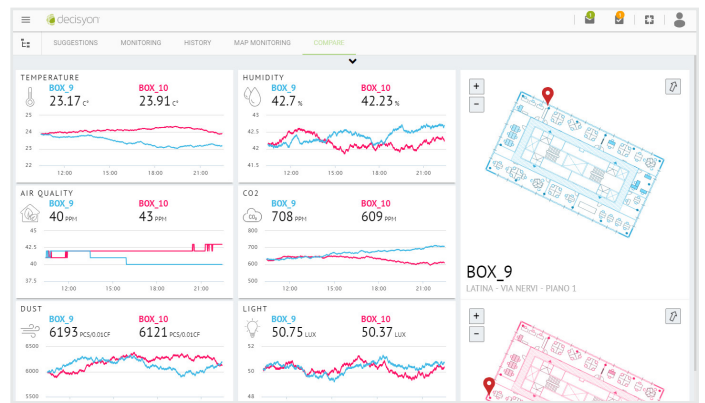 decisyon
SUGGESTIONS MONITORING HISTORY MAP MONITORING COMPARE
TEMPERATURE
BOX_9 BOX_10
23.17 C° 23.91 C°
25
24
23
22
12:00 15:00 18:00 21:00
HUMIDITY
BOX_9 BOX_10
42.7 % 42.23 %
43
42.5
42
41.5
12:00 15:00 18:00 21:00
AIR QUALITY
BOX_9 BOX_10
40 PPM 43 PPM
45
42.5
40
37.5
12:00 15:00 18:00 21:00
CO2
BOX_9 BOX_10
CO₂ 708 PPM 609 PPM
800
700
600
500
12:00 15:00 18:00 21:00
DUST
BOX_9 BOX_10
6193 PCS/0.01CF 6121 PCS/0.01CF
6500
6000
5500
LIGHT
BOX_9 BOX_10
50.75 LUX 50.37 LUX
52
50
48
+
−
BOX_9
LATINA - VIA NERVI - PIANO 1
+
−